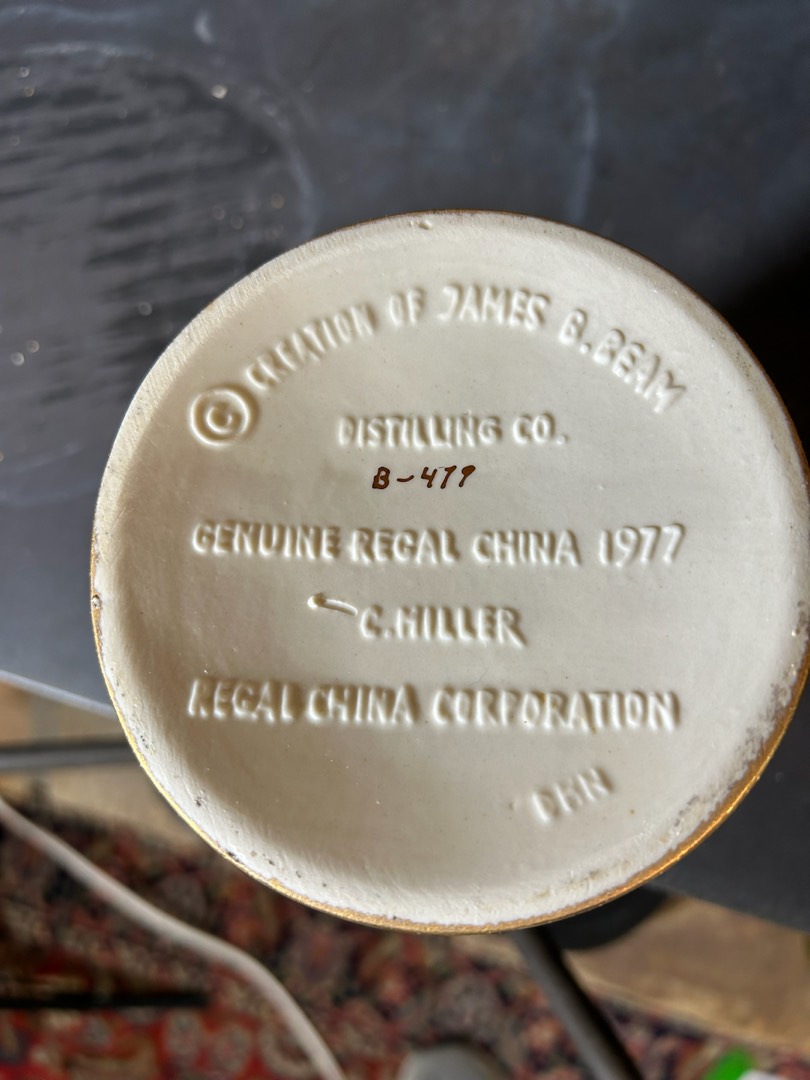 © CREATION OF JAMES B. BEAM
DISTILLING CO.
B-479
GENUINE REGAL CHINA 1977
C. MILLER
REGAL CHINA CORPORATION